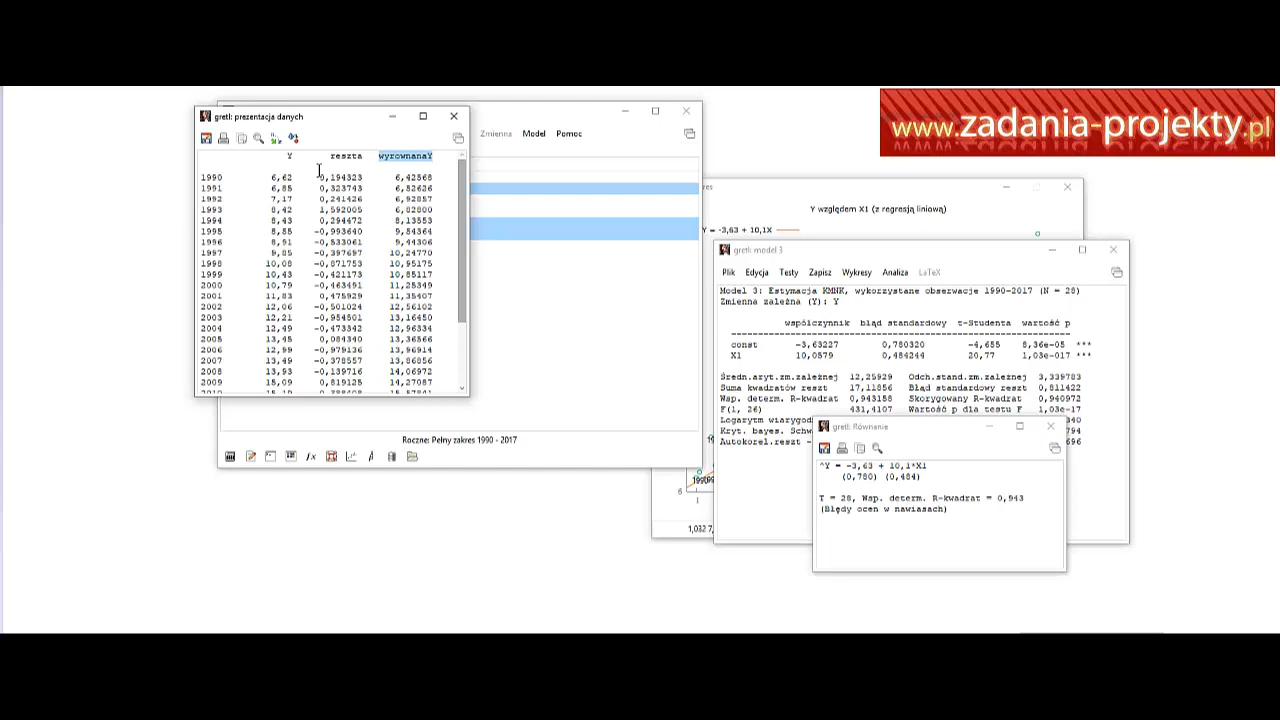 www.zadania-projekty.pl
gretl: prezentacja danych
Y reszta wyrownanaY
1990 6,62 0,194323 6,42568
1991 6,85 0,323743 6,52626
1992 7,17 0,241426 6,92857
1993 8,42 1,592005 6,82800
1994 8,43 0,294472 8,13553
1995 8,85 -0,993640 9,84364
1996 8,91 -0,533061 9,44306
1997 9,85 -0,397697 10,24770
1998 10,08 -0,871753 10,95175
1999 10,43 -0,421173 10,85117
2000 10,79 -0,463491 11,25349
2001 11,83 0,475929 11,35407
2002 12,06 -0,501024 12,56102
2003 12,21 -0,954501 13,16450
2004 12,49 -0,473342 12,96334
2005 13,45 0,084340 13,36566
2006 12,99 -0,979136 13,96914
2007 13,49 -0,378557 13,86856
2008 13,93 -0,139716 14,06972
2009 15,09 0,819125 14,27087
Zmienna Model Pomoc
Roczne: Pełny zakres 1990 - 2017
Y względem X1 (z regresją liniową)
Y = -3,63 + 10,1X
gretl: model 3
Plik Edycja Testy Zapisz Wykresy Analiza LaTeX
Model 3: Estymacja KMNK, wykorzystane obserwacje 1990-2017 (N = 28)
Zmienna zależna (Y): Y
współczynnik błąd standardowy t-Studenta wartość p
const -3,63227 0,780320 -4,655 8,36e-05 ***
X1 10,0579 0,484244 20,77 1,03e-017 ***
Średn.aryt.zm.zależnej 12,25929 Odch.stand.zm.zależnej 3,339783
Suma kwadratów reszt 17,11856 Błąd standardowy reszt 0,811422
Wsp. determ. R-kwadrat 0,943158 Skorygowany R-kwadrat 0,940972
F(1, 26) 431,4107 Wartość p dla testu F 1,03e-17
Logarytm
Kryt. bayes.
Autokorel.reszt
gretl: Równanie
^Y = -3,63 + 10,1*X1
(0,780) (0,484)
T = 28, Wsp. determ. R-kwadrat = 0,943
(Błędy ocen w nawiasach)